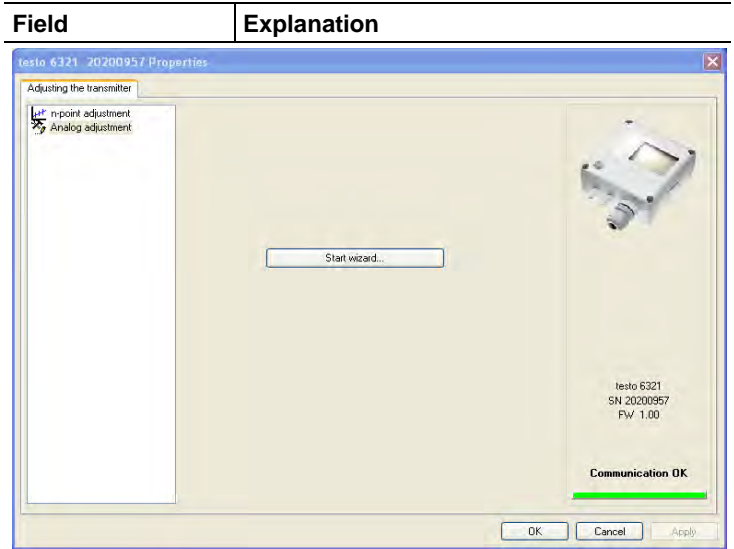 Field Explanation
testo 6321 20200957 Properties
Adjusting the transmitter
n-point adjustment
Analog adjustment
Start wizard...
testo 6321
SN 20200957
FW 1.00
Communication OK
OK Cancel Apply